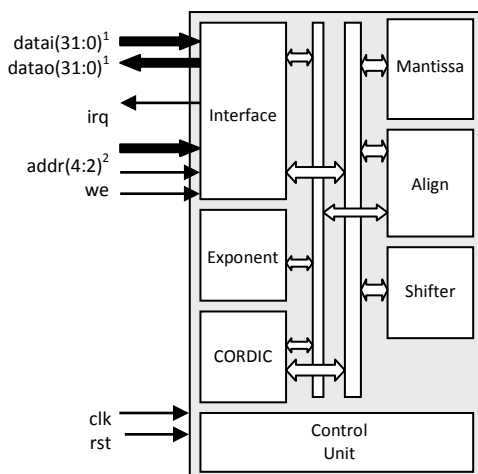 datai(31:0)¹
datao(31:0)¹
irq
addr(4:2)²
we
clk
rst
Interface
Exponent
CORDIC
Mantissa
Align
Shifter
Control
Unit